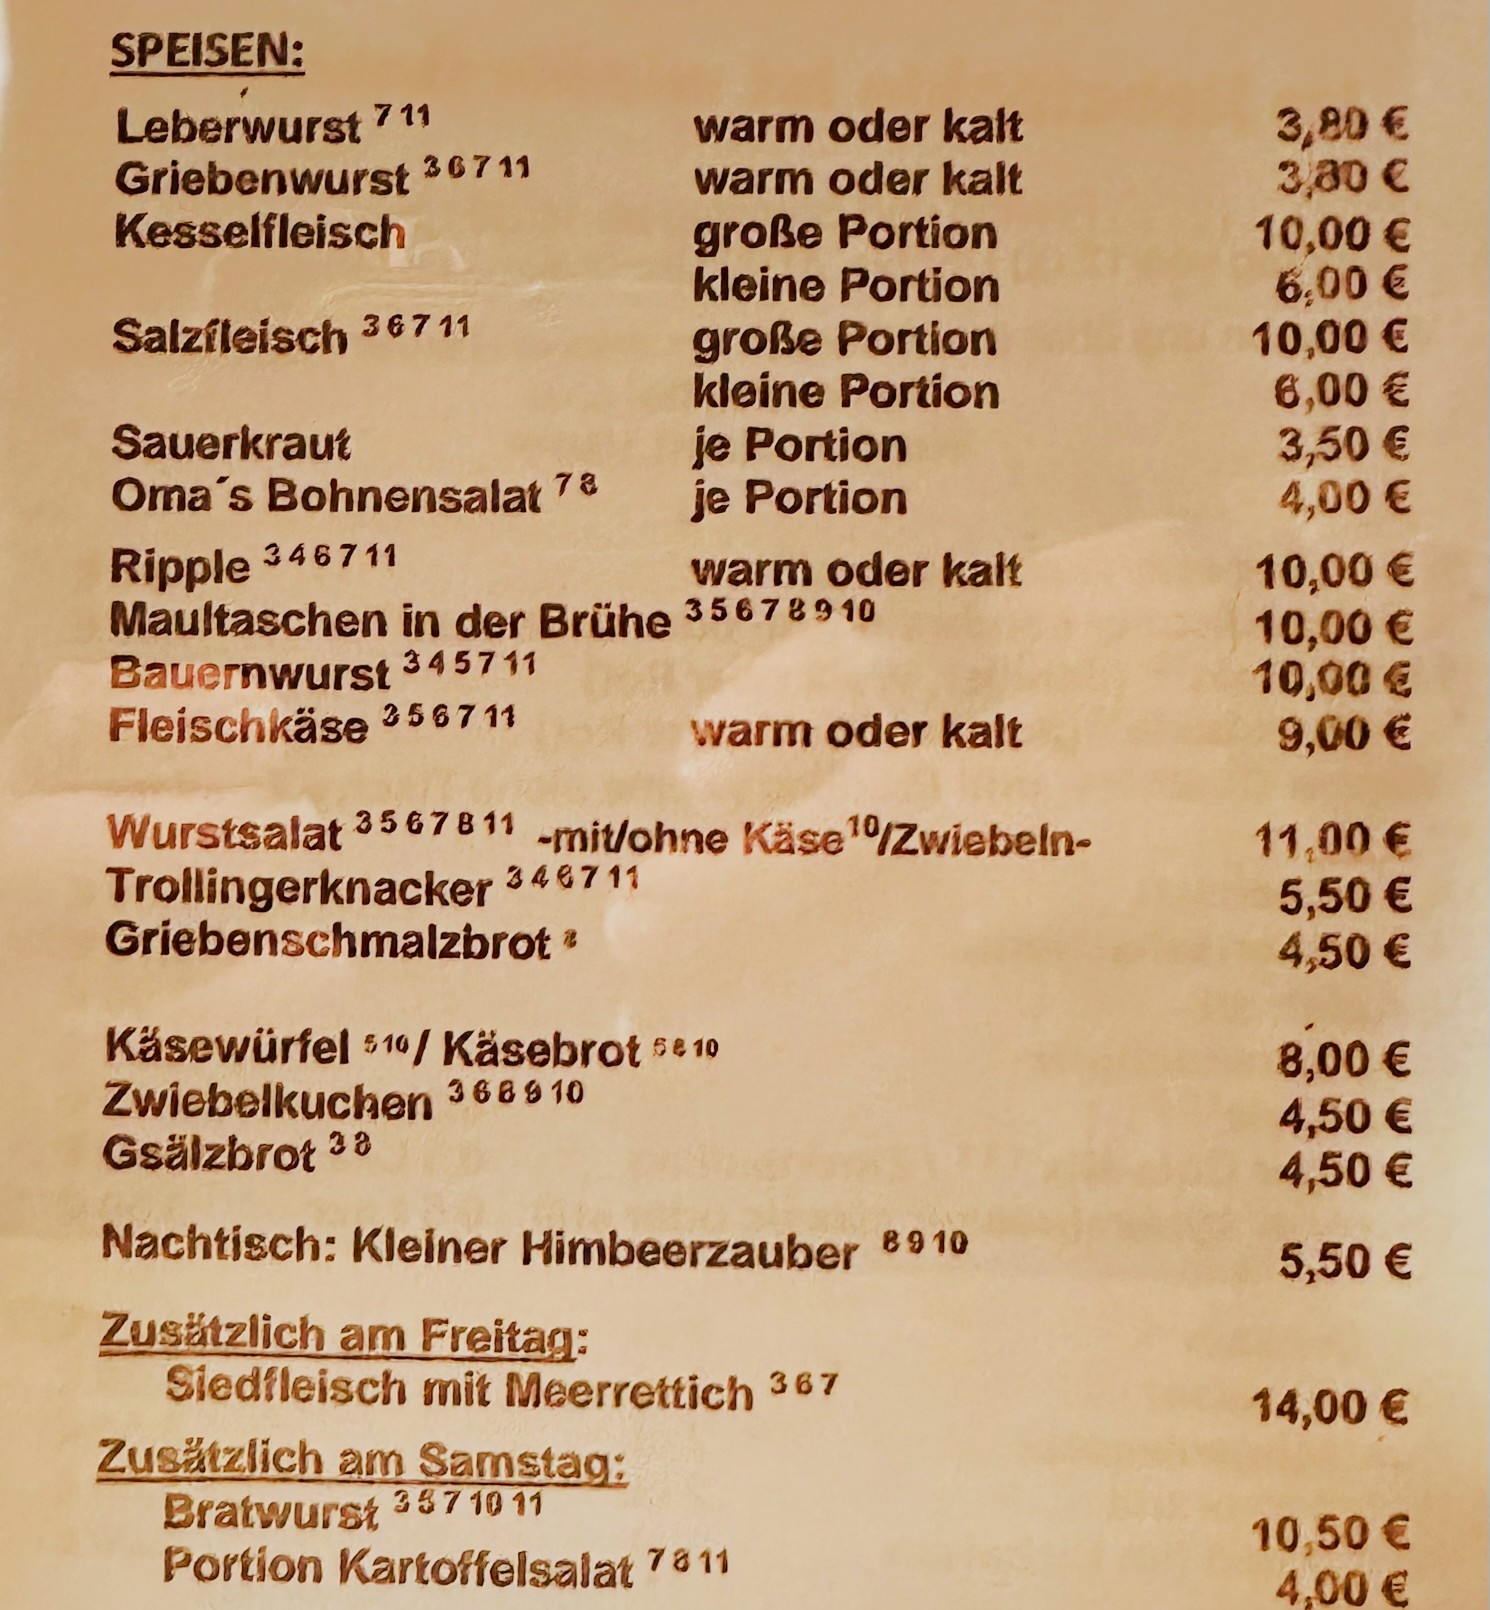 SPEISEN:
Leberwurst 7 11 warm oder kalt 3,80 €
Griebenwurst 3 6 7 11 warm oder kalt 3,80 €
Kesselfleisch große Portion 10,00 €
kleine Portion 6,00 €
Salzfleisch 3 6 7 11 große Portion 10,00 €
kleine Portion 6,00 €
Sauerkraut je Portion 3,50 €
Oma´s Bohnensalat 7 8 je Portion 4,00 €
Ripple 3 4 6 7 11 warm oder kalt 10,00 €
Maultaschen in der Brühe 3 5 6 7 8 9 10 10,00 €
Bauernwurst 3 4 5 7 11 10,00 €
Fleischkäse 3 5 6 7 11 warm oder kalt 9,00 €
Wurstsalat 3 5 6 7 8 11 -mit/ohne Käse10/Zwiebeln- 11,00 €
Trollingerknacker 3 4 6 7 11 5,50 €
Griebenschmalzbrot 4,50 €
Käsewürfel 5 10/ Käsebrot 10 8,00 €
Zwiebelkuchen 3 6 8 9 10 4,50 €
Gsälzbrot 3 8 4,50 €
Nachtisch: Kleiner Himbeerzauber 8 9 10 5,50 €
Zusätzlich am Freitag:
Siedfleisch mit Meerrettich 3 6 7 14,00 €
Zusätzlich am Samstag:
Bratwurst 3 5 7 10 11 10,50 €
Portion Kartoffelsalat 7 8 11 4,00 €